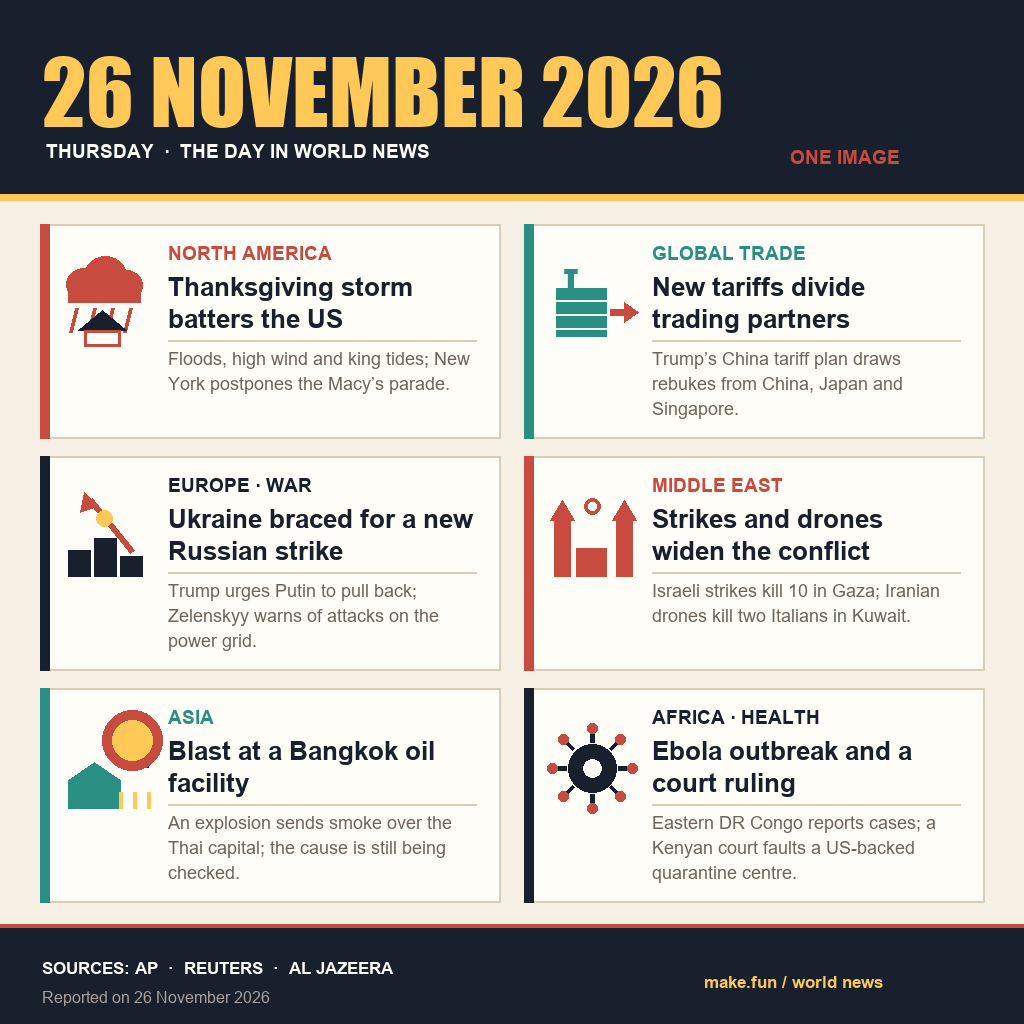 26 NOVEMBER 2026
THURSDAY · THE DAY IN WORLD NEWS
ONE IMAGE
NORTH AMERICA
Thanksgiving storm
batters the US
Floods, high wind and king tides; New
York postpones the Macy’s parade.
GLOBAL TRADE
New tariffs divide
trading partners
Trump’s China tariff plan draws
rebukes from China, Japan and
Singapore.
EUROPE · WAR
Ukraine braced for a new
Russian strike
Trump urges Putin to pull back;
Zelenskyy warns of attacks on the
power grid.
MIDDLE EAST
Strikes and drones
widen the conflict
Israeli strikes kill 10 in Gaza; Iranian
drones kill two Italians in Kuwait.
ASIA
Blast at a Bangkok oil
facility
An explosion sends smoke over the
Thai capital; the cause is still being
checked.
AFRICA · HEALTH
Ebola outbreak and a
court ruling
Eastern DR Congo reports cases; a
Kenyan court faults a US-backed
quarantine centre.
SOURCES: AP · REUTERS · AL JAZEERA
Reported on 26 November 2026
make.fun / world news